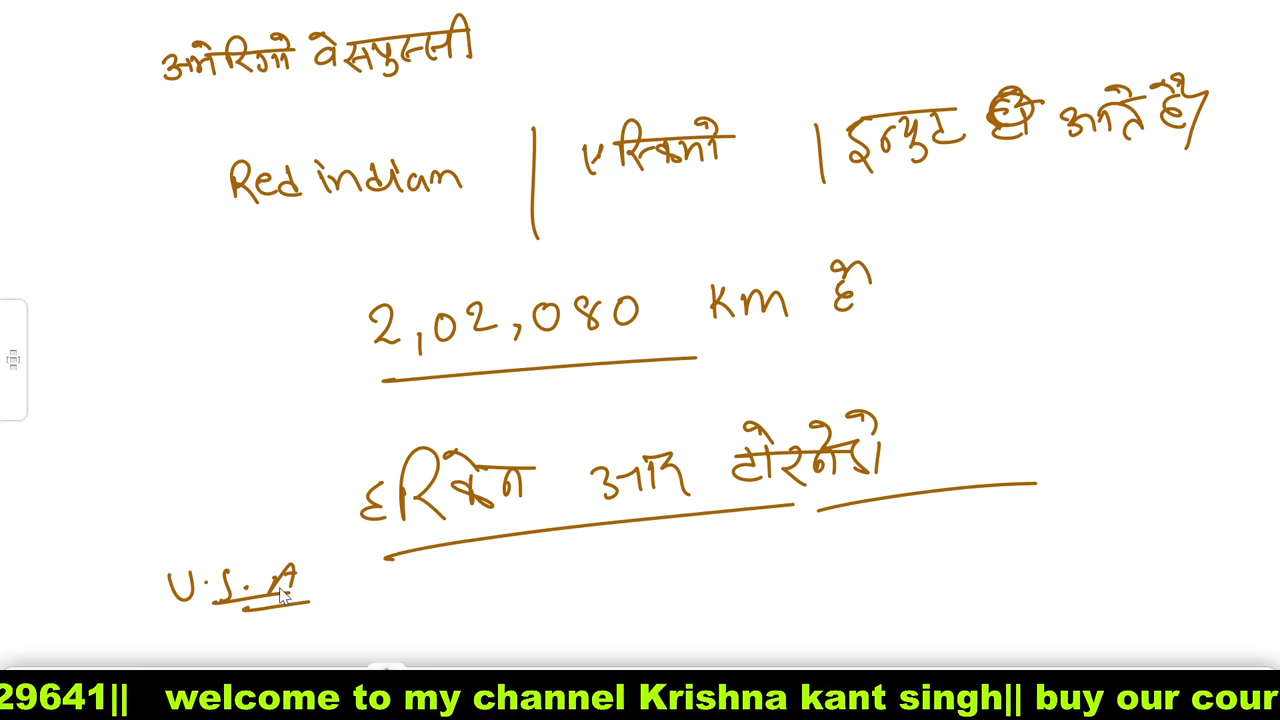 अमेरिगो वेसपुस्सी
Red indian | एस्किमो | इन्युट आते हैं/
2,02,080 km है
हरिकेन और टोरनेडो
U.S.A
29641|| welcome to my channel Krishna kant singh|| buy our cour